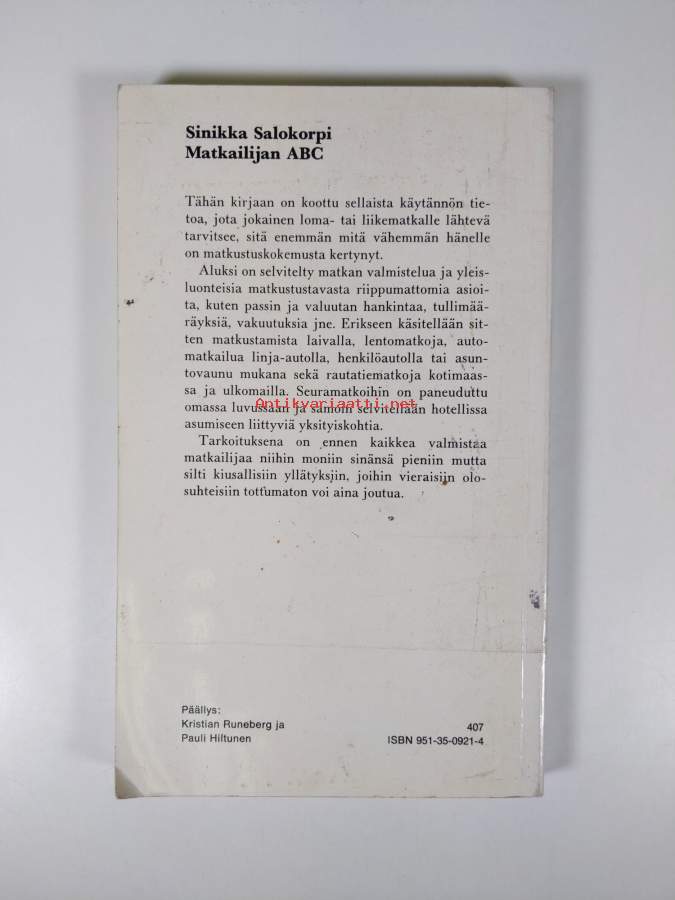 Sinikka Salokorpi
Matkailijan ABC
Tähän kirjaan on koottu sellaista käytännön tie-
toa, jota jokainen loma- tai liikematkalle lähtevä
tarvitsee, sitä enemmän mitä vähemmän hänelle
on matkustuskokemusta kertynyt.
Aluksi on selvitelty matkan valmistelua ja yleis-
luonteisia matkustustavasta riippumattomia asioi-
ta, kuten passin ja valuutan hankintaa, tullimää-
räyksiä, vakuutuksia jne. Erikseen käsitellään sit-
ten matkustamista laivalla, lentomatkoja, auto-
matkailua linja-autolla, henkilöautolla tai asun-
tovaunu mukana sekä rautatiematkoja kotimaas-
sa ja ulkomailla. Seuramatkoihin on paneuduttu
Antikvariaatti.net
omassa luvussaan ja samoin selvitellään hotellissa
asumiseen liittyviä yksityiskohtia.
Tarkoituksena on ennen kaikkea valmistaa
matkailijaa niihin moniin sinänsä pieniin mutta
silti kiusallisiin yllätyksiin, joihin vieraisiin olo-
suhteisiin tottumaton voi aina joutua.
Päällys:
Kristian Runeberg ja
Pauli Hiltunen
407
ISBN 951-35-0921-4